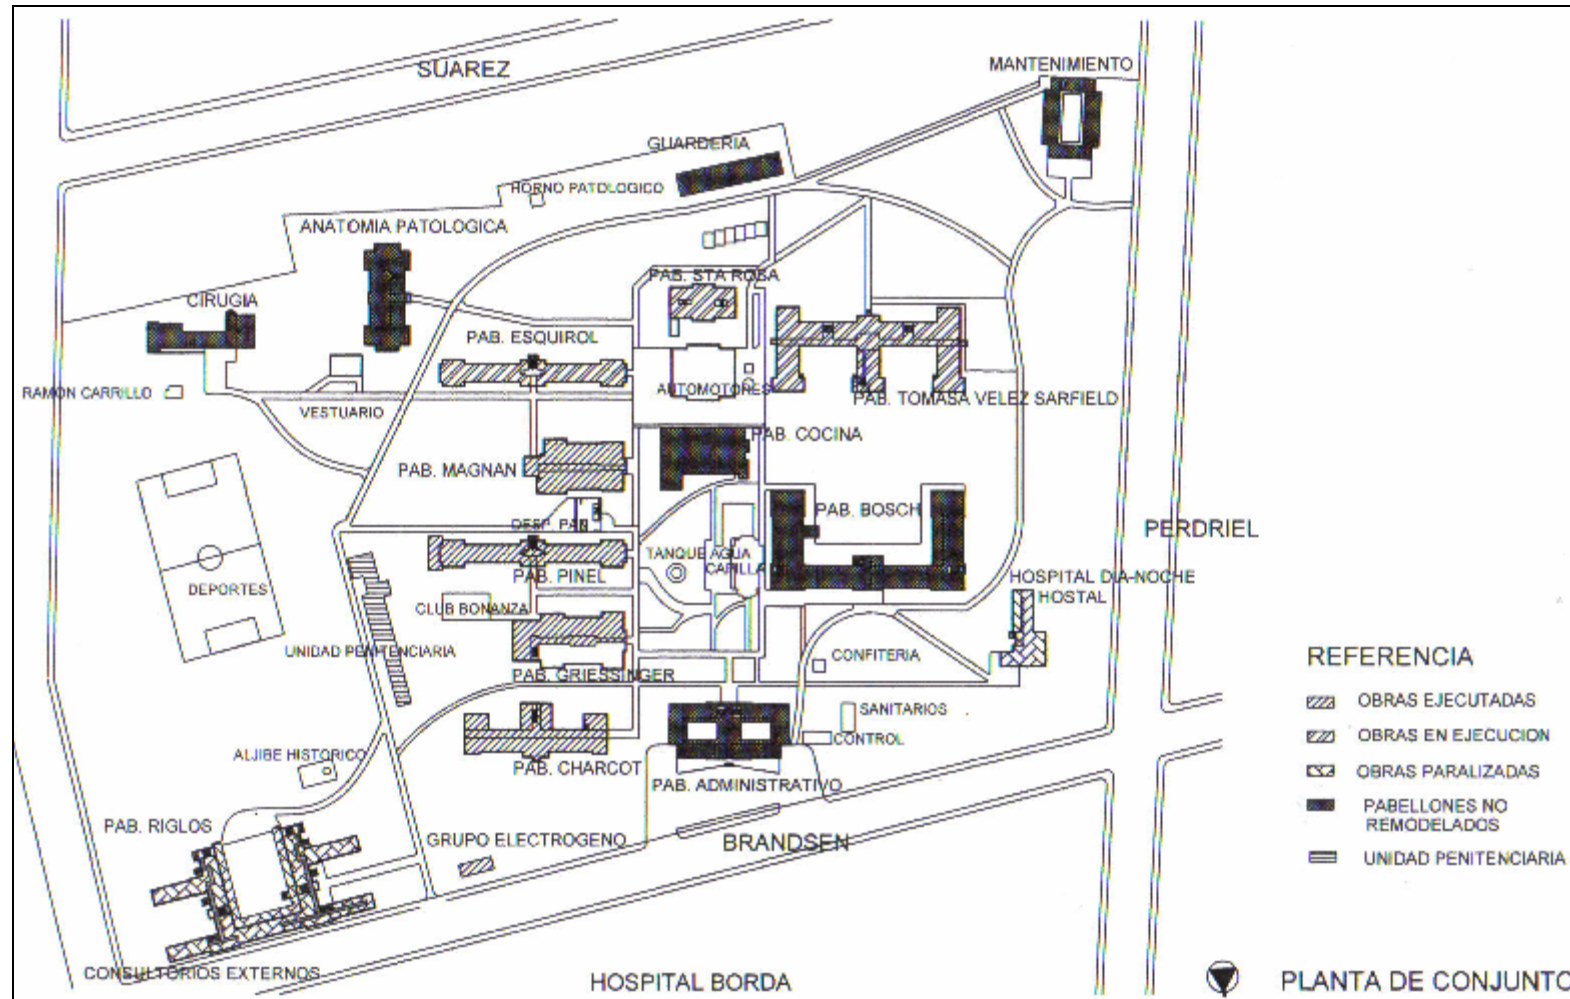 SUAREZ
MANTENIMIENTO
GUARDERIA
HORNO PATOLOGICO
ANATOMIA PATOLOGICA
PAB. STA ROSA
CIRUGIA
PAB. ESQUIROL
RAMON CARRILLO
VESTUARIO
AUTOMOTORES
PAB. TOMASA VELEZ SARFIELD
PAB. COCINA
PAB. MAGNAN
PAB. BOSCH
DESP. PAN
PERDRIEL
TANQUE AGUA
CAPILLA
PAB. PINEL
DEPORTES
HOSPITAL DIA-NOCHE
HOSTAL
CLUB BONANZA
UNIDAD PENITENCIARIA
CONFITERIA
PAB. GRIESSINGER
SANITARIOS
CONTROL
ALJIBE HISTORICO
PAB. CHARCOT
PAB. ADMINISTRATIVO
PAB. RIGLOS
GRUPO ELECTROGENO
BRANDSEN
CONSULTORIOS EXTERNOS
HOSPITAL BORDA
REFERENCIA
OBRAS EJECUTADAS
OBRAS EN EJECUCION
OBRAS PARALIZADAS
PABELLONES NO
REMODELADOS
UNIDAD PENITENCIARIA
PLANTA DE CONJUNTO